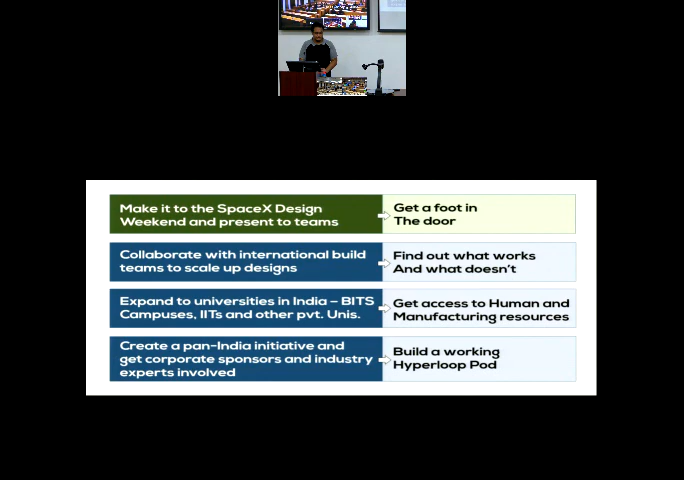 Make it to the SpaceX Design
Weekend and present to teams
Get a foot in
The door
Collaborate with international build
teams to scale up designs
Find out what works
And what doesn't
Expand to universities in India – BITS
Campuses, IITs and other pvt. Unis.
Get access to Human and
Manufacturing resources
Create a pan-India initiative and
get corporate sponsors and industry
experts involved
Build a working
Hyperloop Pod